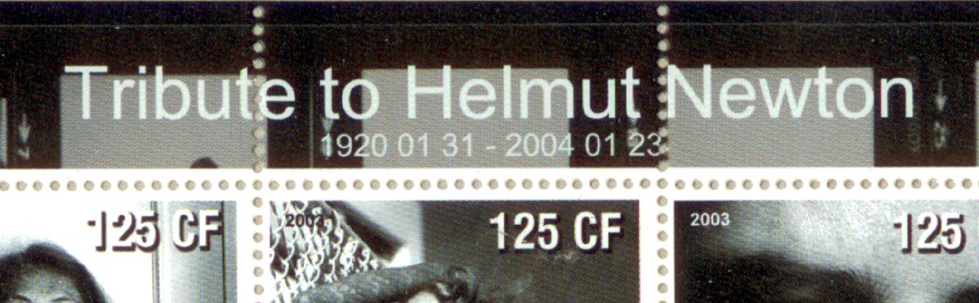 Tribute to Helmut Newton
1920 01 31 - 2004 01 23
125 CF
2003
125 CF
2003
125